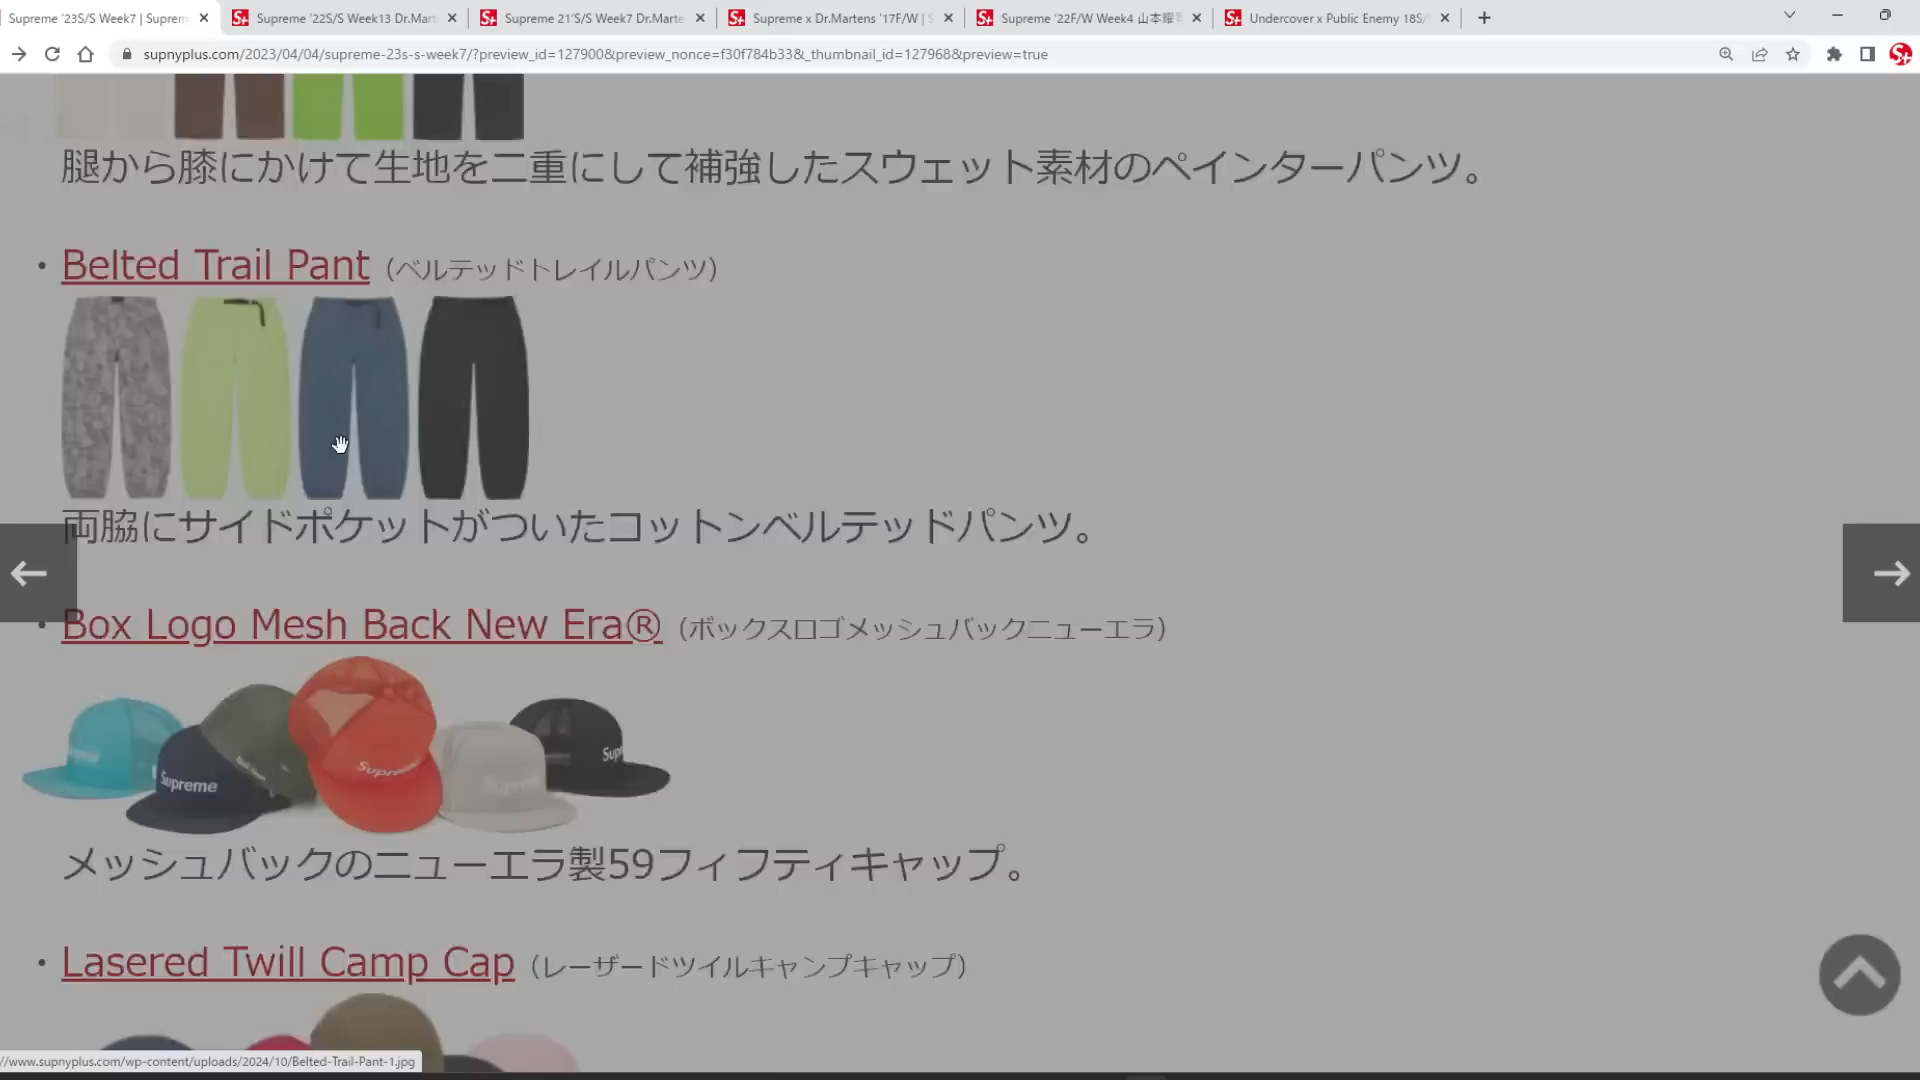 Supreme '23S/S Week7 | Suprem
Supreme '22S/S Week13 Dr.Mart
Supreme 21'S/S Week7 Dr.Marte
Supreme x Dr.Martens '17F/W | S
Supreme '22F/W Week4 山本耀司
Undercover x Public Enemy 18S/
supnyplus.com/2023/04/04/supreme-23s-s-week7/?preview_id=127900&preview_nonce=f30f784b33&_thumbnail_id=127968&preview=true
腿から膝にかけて生地を二重にして補強したスウェット素材のペインターパンツ。
・Belted Trail Pant（ベルテッドトレイルパンツ）
両脇にサイドポケットがついたコットンベルテッドパンツ。
・Box Logo Mesh Back New Era®（ボックスロゴメッシュバックニューエラ）
Supreme
Supreme
メッシュバックのニューエラ製59フィフティキャップ。
・Lasered Twill Camp Cap（レーザードツイルキャンプキャップ）
//www.supnyplus.com/wp-content/uploads/2024/10/Belted-Trail-Pant-1.jpg